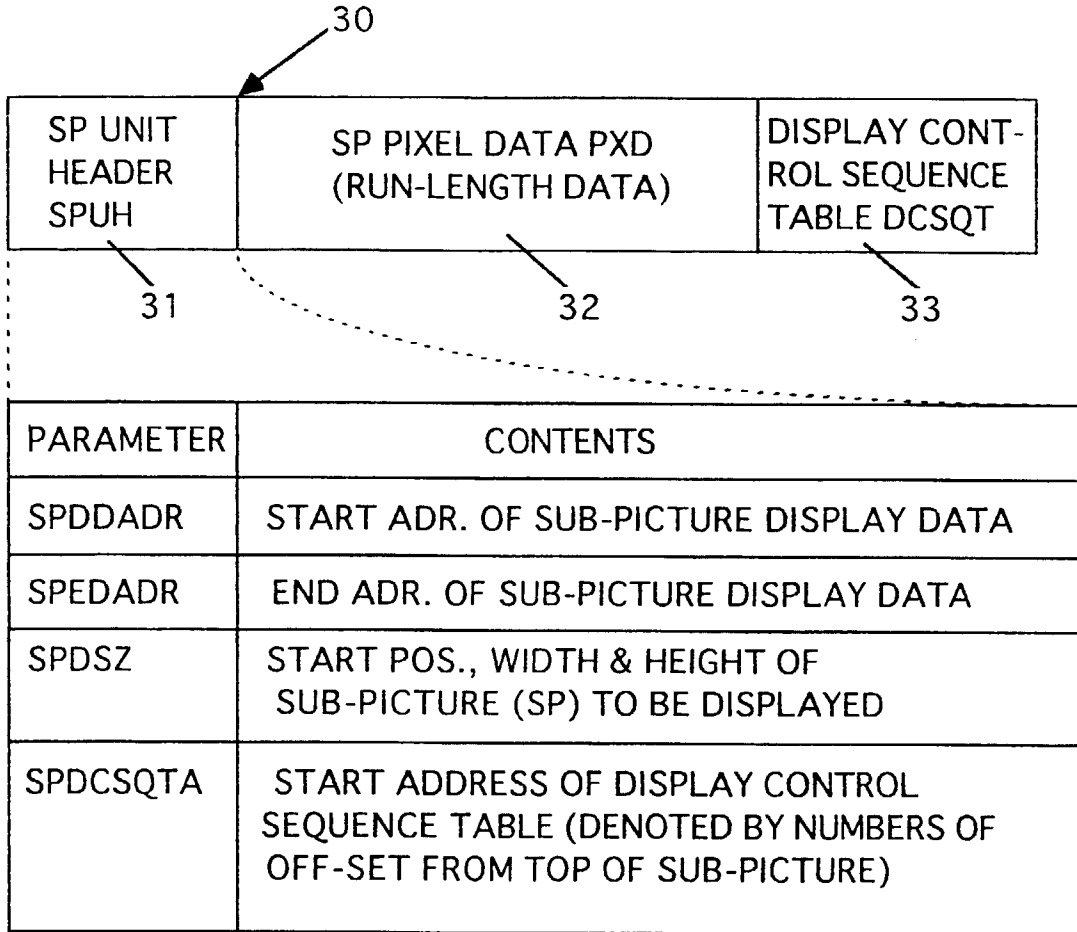 30
SP UNIT
HEADER
SPUH
SP PIXEL DATA PXD
(RUN-LENGTH DATA)
DISPLAY CONT-
ROL SEQUENCE
TABLE DCSQT
31
32
33
PARAMETER CONTENTS
SPDDADR START ADR. OF SUB-PICTURE DISPLAY DATA
SPEDADR END ADR. OF SUB-PICTURE DISPLAY DATA
SPDSZ START POS., WIDTH & HEIGHT OF
SUB-PICTURE (SP) TO BE DISPLAYED
SPDCSQTA START ADDRESS OF DISPLAY CONTROL
SEQUENCE TABLE (DENOTED BY NUMBERS OF
OFF-SET FROM TOP OF SUB-PICTURE)